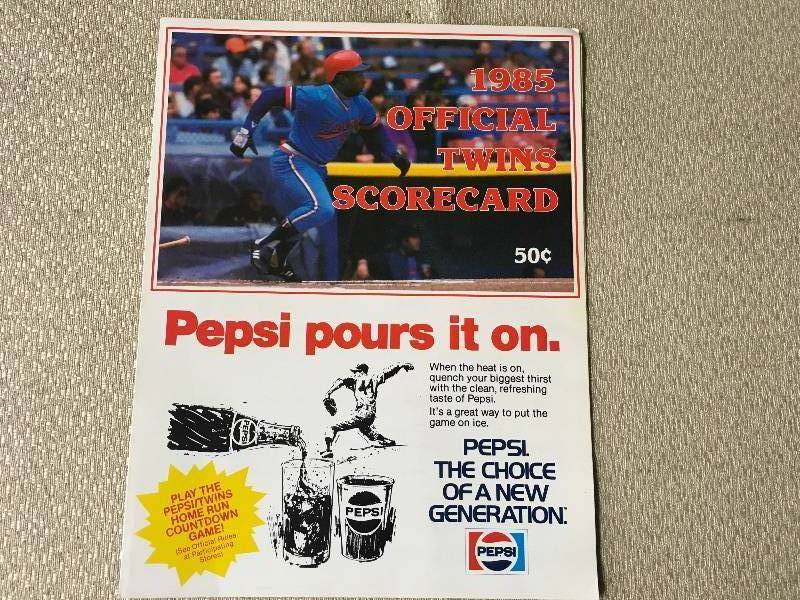 1985
OFFICIAL
TWINS
SCORECARD
50¢
Pepsi pours it on.
When the heat is on,
quench your biggest thirst
with the clean, refreshing
taste of Pepsi.
It's a great way to put the
game on ice.
44
PEPSI
PEPSI
PLAY THE
PEPSI/TWINS
HOME RUN
COUNTDOWN
GAME!
(See Official Rules
at Participating
Stores)
PEPSI.
THE CHOICE
OF A NEW
GENERATION.
PEPSI